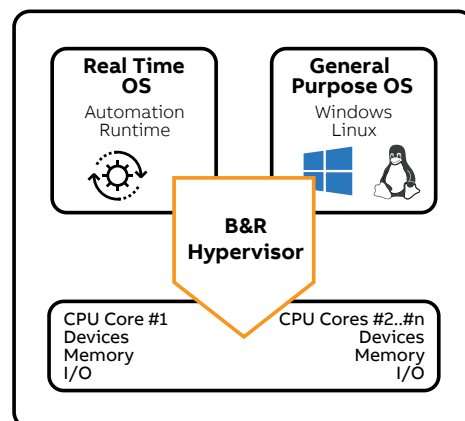 Real Time
OS
Automation
Runtime
General
Purpose OS
Windows
Linux
B&R
Hypervisor
CPU Core #1
Devices
Memory
I/O
CPU Cores #2..#n
Devices
Memory
I/O